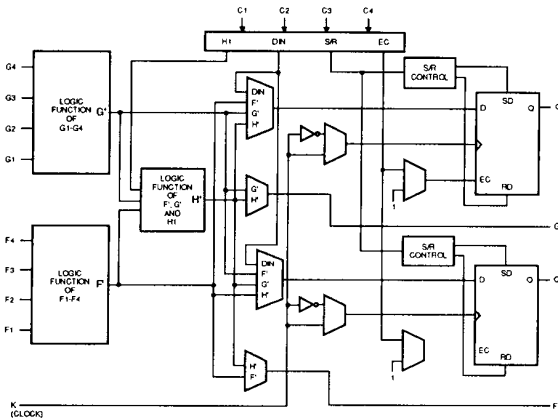 C1 C2 C3 C4
H1 DIN S/R EC
G4
G3
G2
G1
LOGIC
FUNCTION
OF
G1-G4
G'
DIN
F'
G'
H'
S/R
CONTROL
SD
D Q
EC
RD
1
Q
LOGIC
FUNCTION
OF
F', G'
AND
H1
H'
G'
H'
G
F4
F3
F2
F1
LOGIC
FUNCTION
OF
F1-F4
F'
DIN
F'
G'
H'
S/R
CONTROL
SD
D Q
EC
RD
1
Q
H'
F'
F
K
(CLOCK)